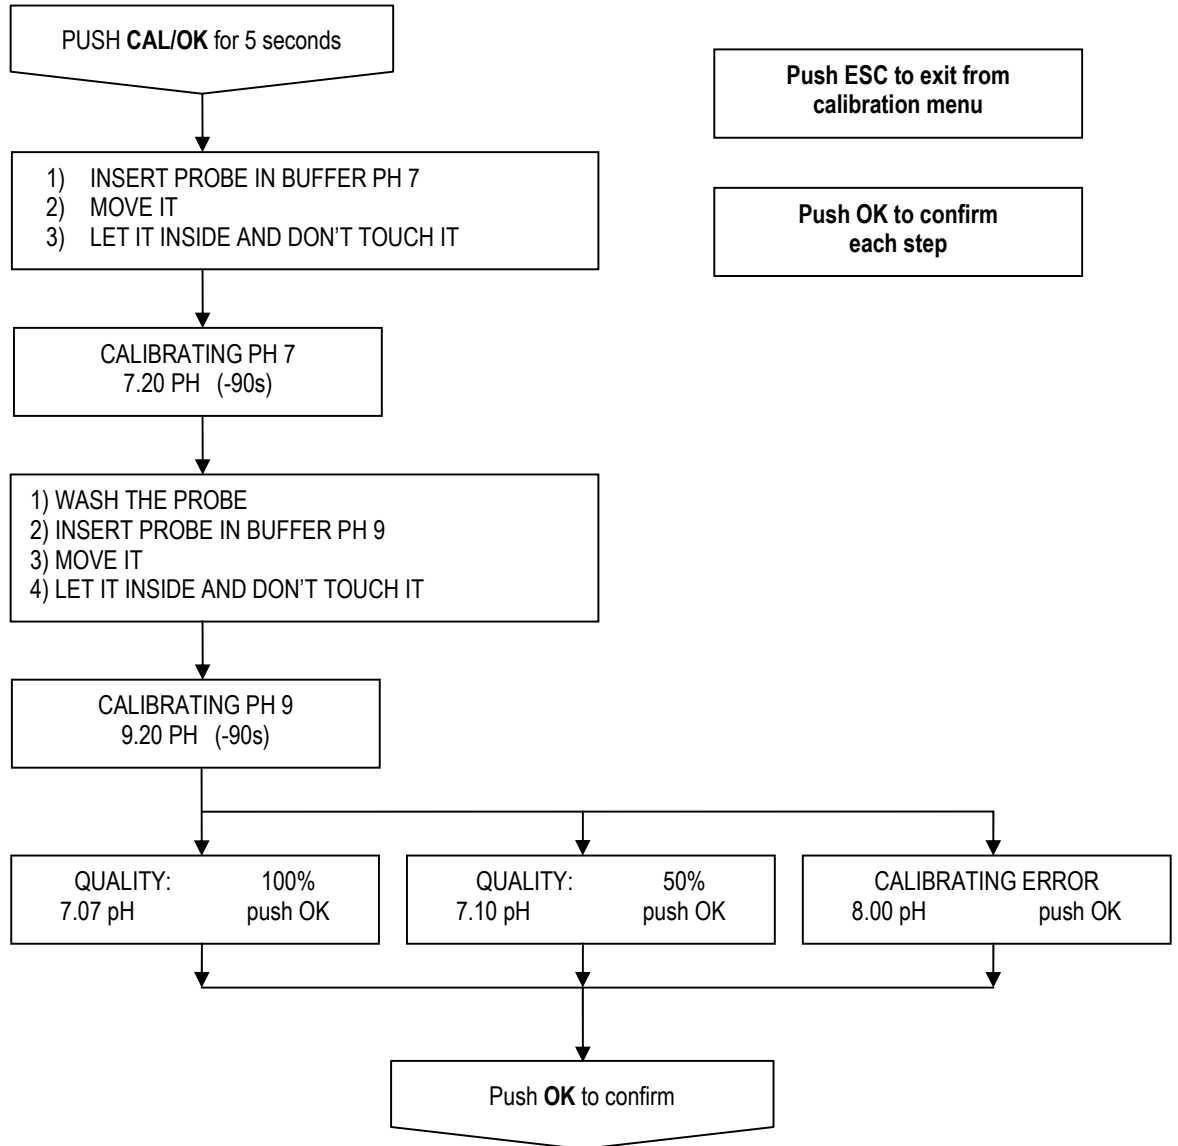 PUSH CAL/OK for 5 seconds
Push ESC to exit from
calibration menu
1) INSERT PROBE IN BUFFER PH 7
2) MOVE IT
3) LET IT INSIDE AND DON'T TOUCH IT
Push OK to confirm
each step
CALIBRATING PH 7
7.20 PH (-90s)
1) WASH THE PROBE
2) INSERT PROBE IN BUFFER PH 9
3) MOVE IT
4) LET IT INSIDE AND DON'T TOUCH IT
CALIBRATING PH 9
9.20 PH (-90s)
QUALITY: 100%
7.07 pH push OK
QUALITY: 50%
7.10 pH push OK
CALIBRATING ERROR
8.00 pH push OK
Push OK to confirm